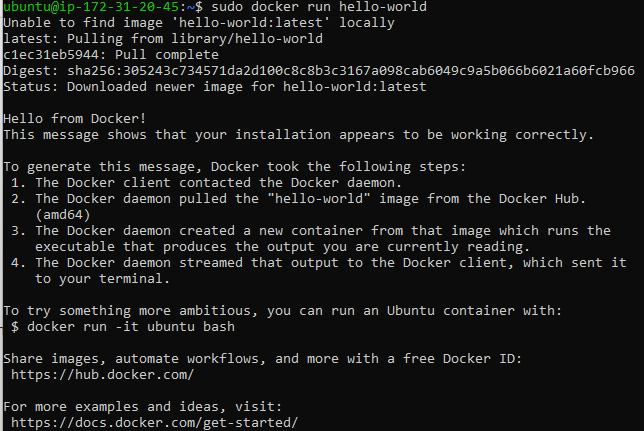 ubuntu@ip-172-31-20-45:~$ sudo docker run hello-world
Unable to find image 'hello-world:latest' locally
latest: Pulling from library/hello-world
c1ec31eb5944: Pull complete
Digest: sha256:305243c734571da2d100c8c8b3c3167a098cab6049c9a5b066b6021a60fcb966
Status: Downloaded newer image for hello-world:latest

Hello from Docker!
This message shows that your installation appears to be working correctly.

To generate this message, Docker took the following steps:
 1. The Docker client contacted the Docker daemon.
 2. The Docker daemon pulled the "hello-world" image from the Docker Hub.
    (amd64)
 3. The Docker daemon created a new container from that image which runs the
    executable that produces the output you are currently reading.
 4. The Docker daemon streamed that output to the Docker client, which sent it
    to your terminal.

To try something more ambitious, you can run an Ubuntu container with:
 $ docker run -it ubuntu bash

Share images, automate workflows, and more with a free Docker ID:
 https://hub.docker.com/

For more examples and ideas, visit:
 https://docs.docker.com/get-started/